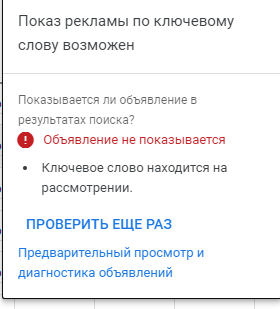 Показ рекламы по ключевому
слову возможен
Показывается ли объявление в
результатах поиска?
Объявление не показывается
• Ключевое слово находится на
рассмотрении.
ПРОВЕРИТЬ ЕЩЕ РАЗ
Предварительный просмотр и
диагностика объявлений